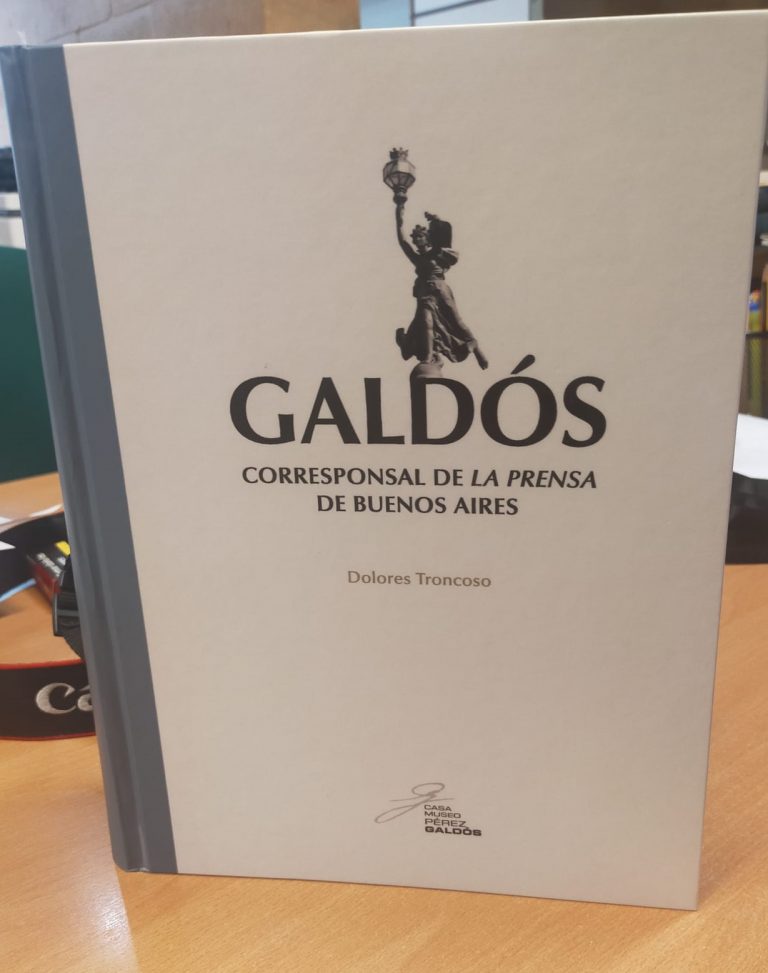 GALDÓS
CORRESPONSAL DE LA PRENSA
DE BUENOS AIRES
Dolores Troncoso
CASA
MUSEO
PÉREZ
GALDÓS